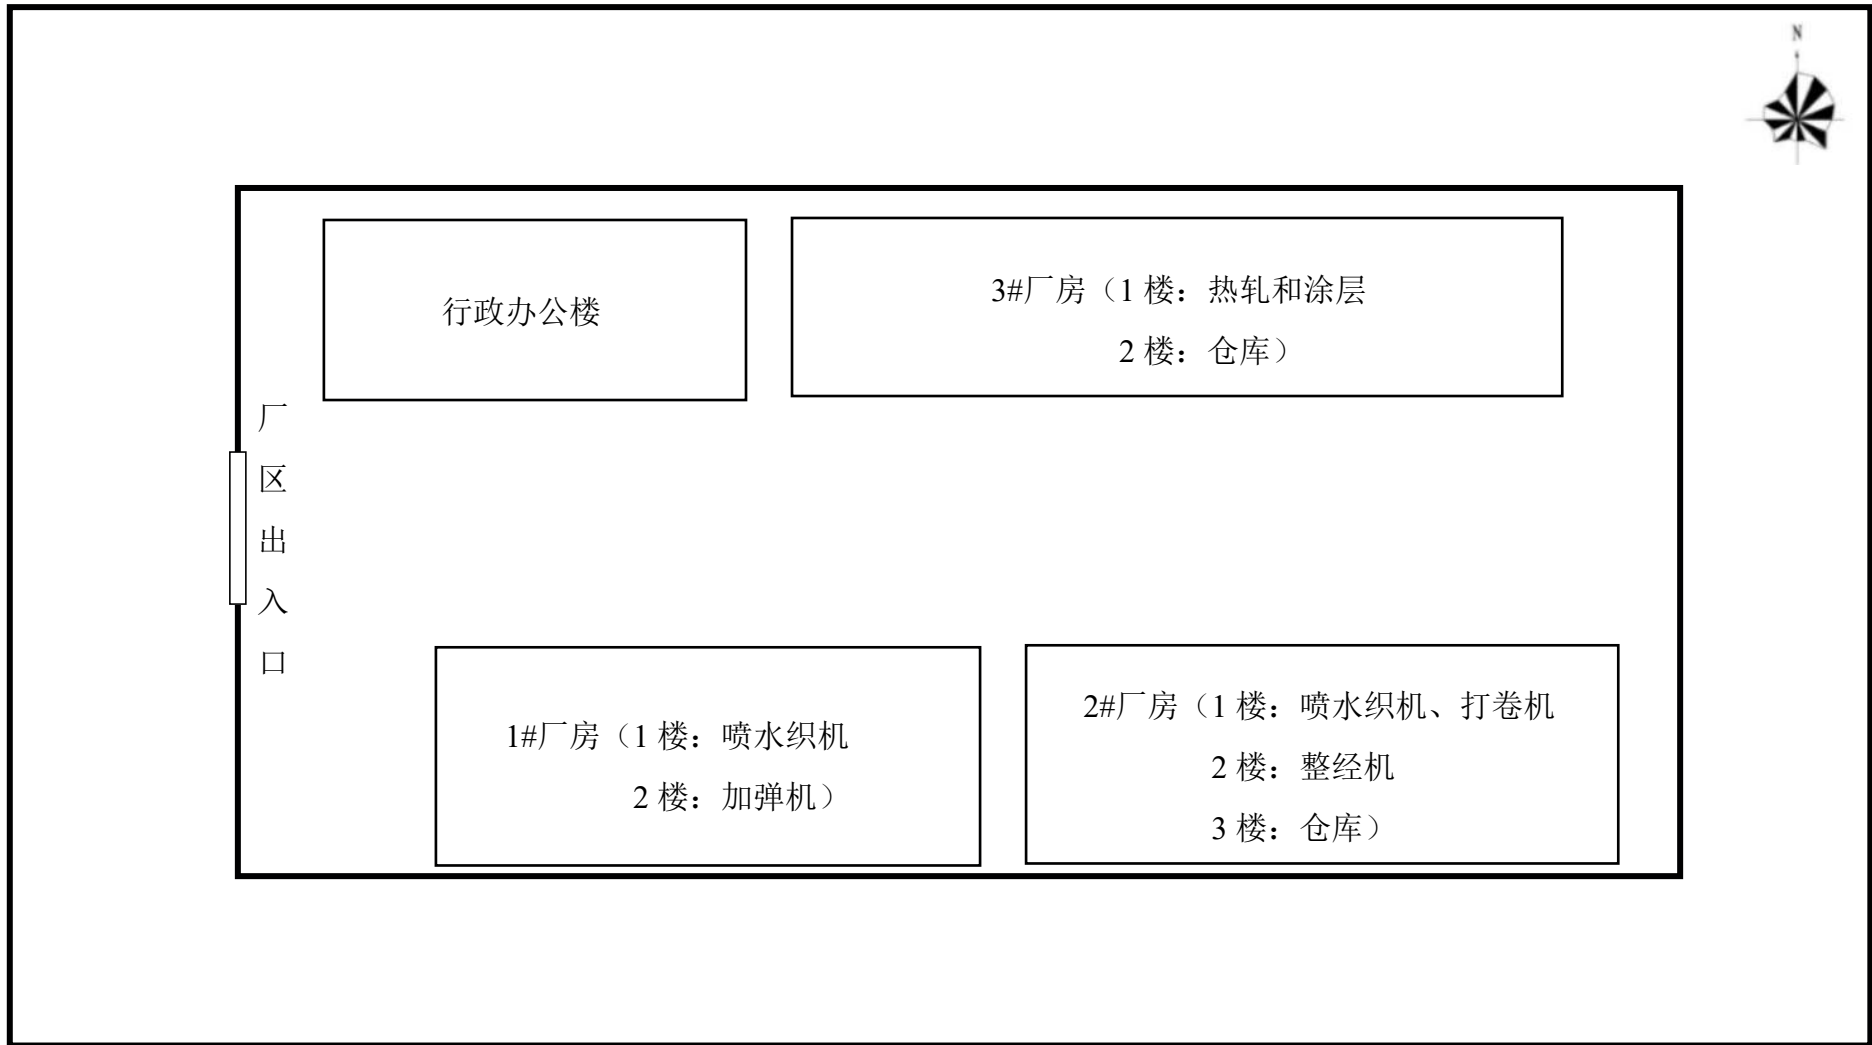 N
行政办公楼
3#厂房（1 楼：热轧和涂层
2 楼：仓库）
厂
区
出
入
口
1#厂房（1 楼：喷水织机
2 楼：加弹机）
2#厂房（1 楼：喷水织机、打卷机
2 楼：整经机
3 楼：仓库）